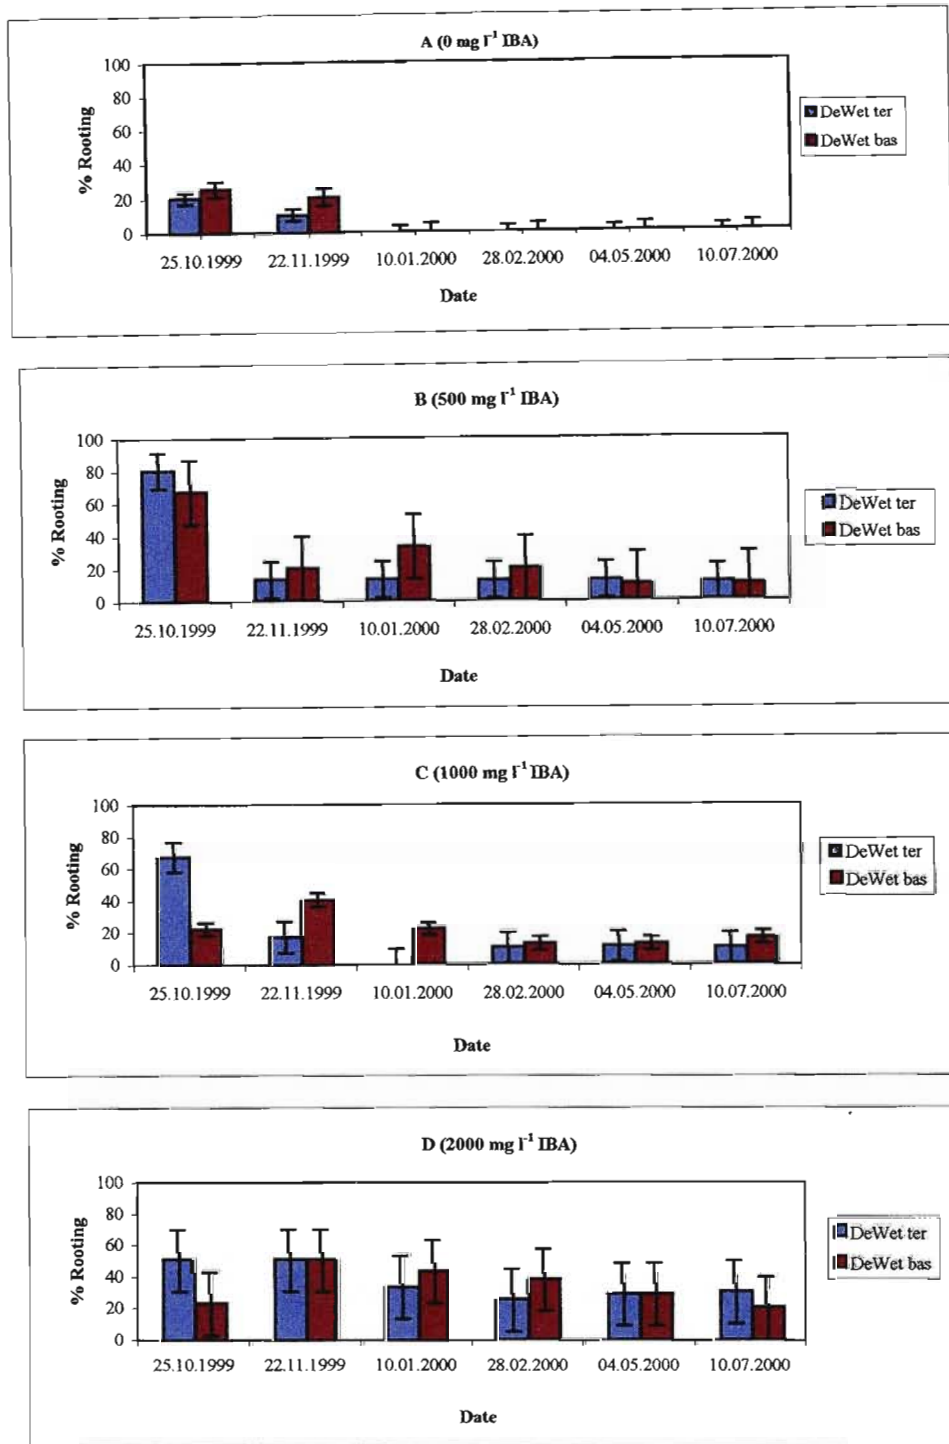 A (0 mg l⁻¹ IBA)
100
80
60
40
20
0
% Rooting
25.10.1999 22.11.1999 10.01.2000 28.02.2000 04.05.2000 10.07.2000
Date
DeWet ter
DeWet bas
B (500 mg l⁻¹ IBA)
100
80
60
40
20
0
% Rooting
25.10.1999 22.11.1999 10.01.2000 28.02.2000 04.05.2000 10.07.2000
Date
DeWet ter
DeWet bas
C (1000 mg l⁻¹ IBA)
100
80
60
40
20
0
% Rooting
25.10.1999 22.11.1999 10.01.2000 28.02.2000 04.05.2000 10.07.2000
Date
DeWet ter
DeWet bas
D (2000 mg l⁻¹ IBA)
100
80
60
40
20
0
% Rooting
25.10.1999 22.11.1999 10.01.2000 28.02.2000 04.05.2000 10.07.2000
Date
DeWet ter
DeWet bas